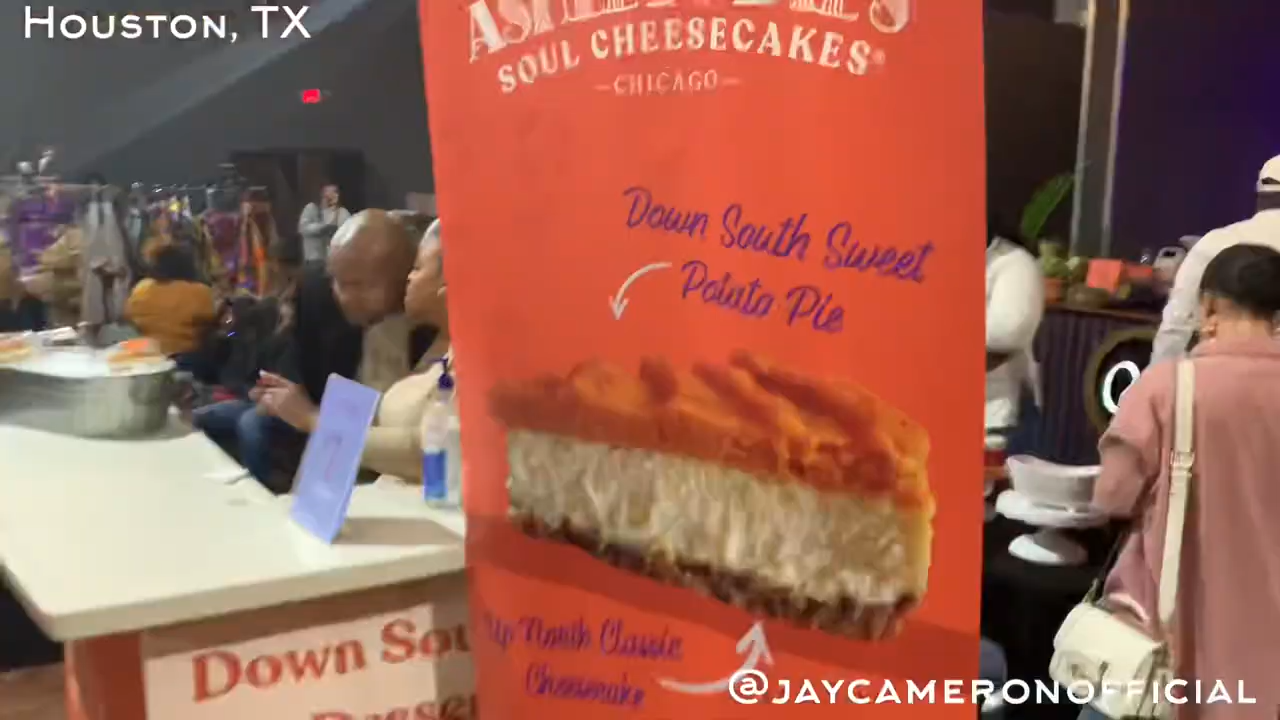 Houston, TX
SOUL CHEESECAKES®
—CHICAGO—
Down South Sweet
Potato Pie
Up North Classic
Cheesecake
Down Sou
@JAYCAMERONOFFICIAL